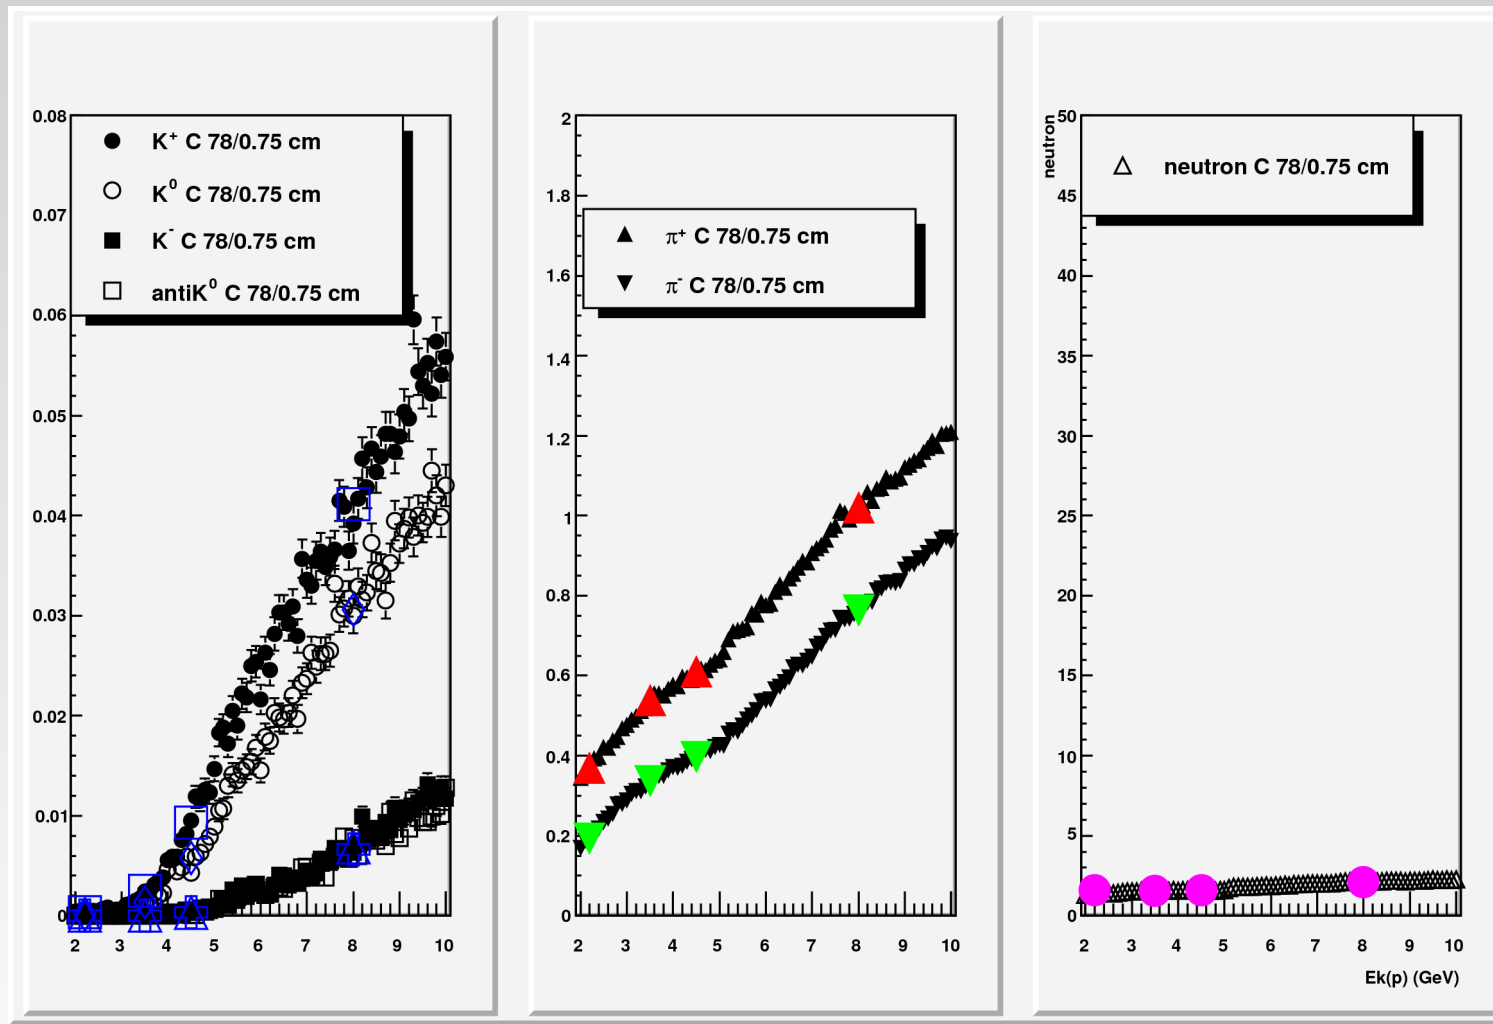 0.08
0.07
0.06
0.05
0.04
0.03
0.02
0.01
0
2 3 4 5 6 7 8 9 10
K+ C 78/0.75 cm
K0 C 78/0.75 cm
K- C 78/0.75 cm
antiK0 C 78/0.75 cm
2
1.8
1.6
1.4
1.2
1
0.8
0.6
0.4
0.2
0
2 3 4 5 6 7 8 9 10
π+ C 78/0.75 cm
π- C 78/0.75 cm
neutron
50
45
40
35
30
25
20
15
10
5
0
2 3 4 5 6 7 8 9 10
neutron C 78/0.75 cm
Ek(p) (GeV)